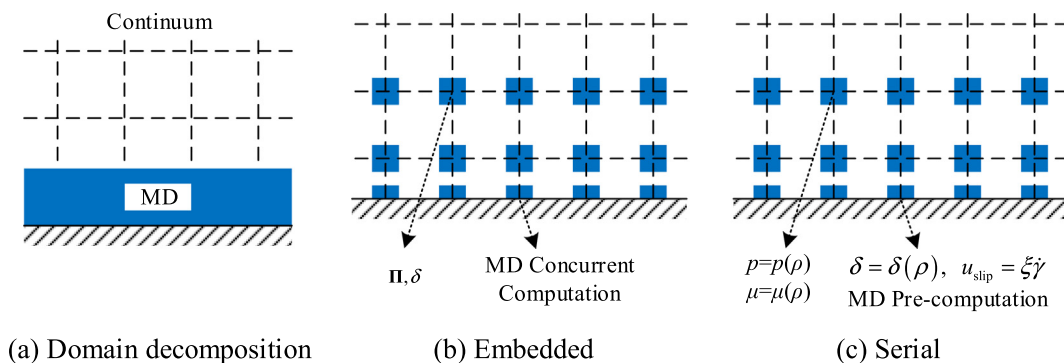 Continuum
MD
(a) Domain decomposition
Π,δ
MD Concurrent
Computation
(b) Embedded
p=p(ρ)
μ=μ(ρ)
δ = δ(ρ), u_slip = ξγ̇
MD Pre-computation
(c) Serial